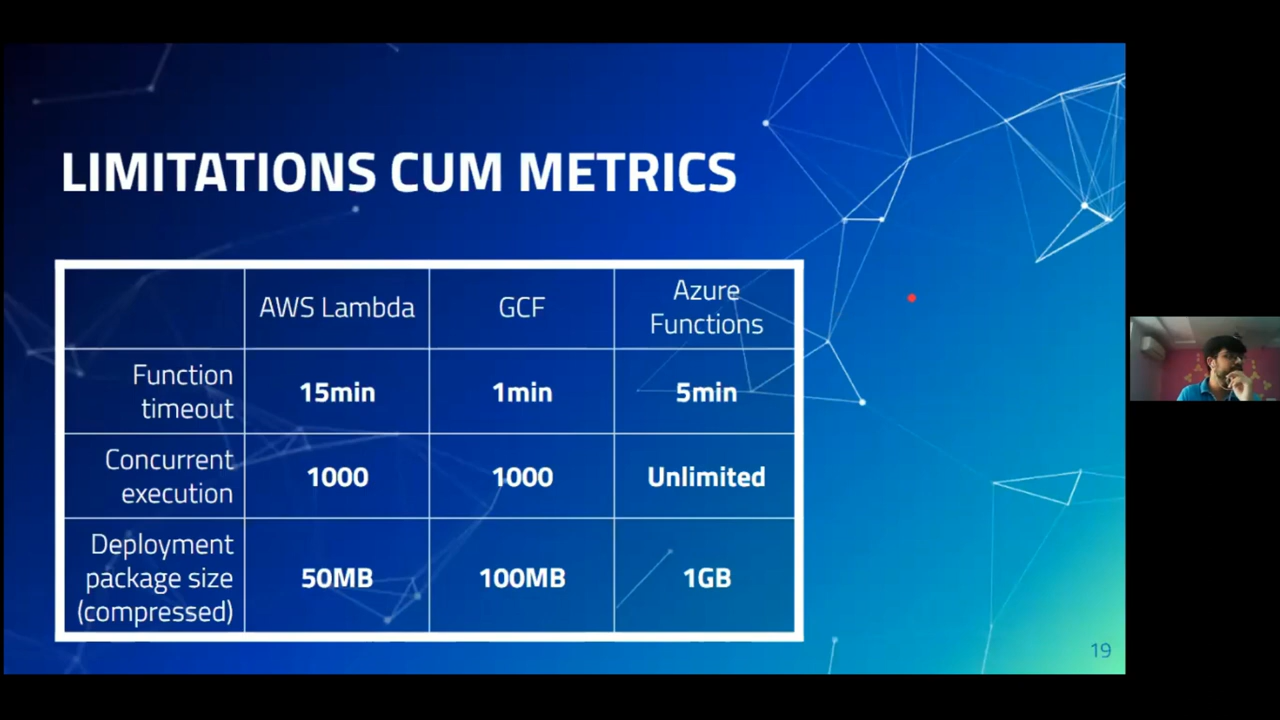 LIMITATIONS CUM METRICS
AWS Lambda
GCF
Azure
Functions
Function
timeout
15min
1min
5min
Concurrent
execution
1000
1000
Unlimited
Deployment
package size
(compressed)
50MB
100MB
1GB
19